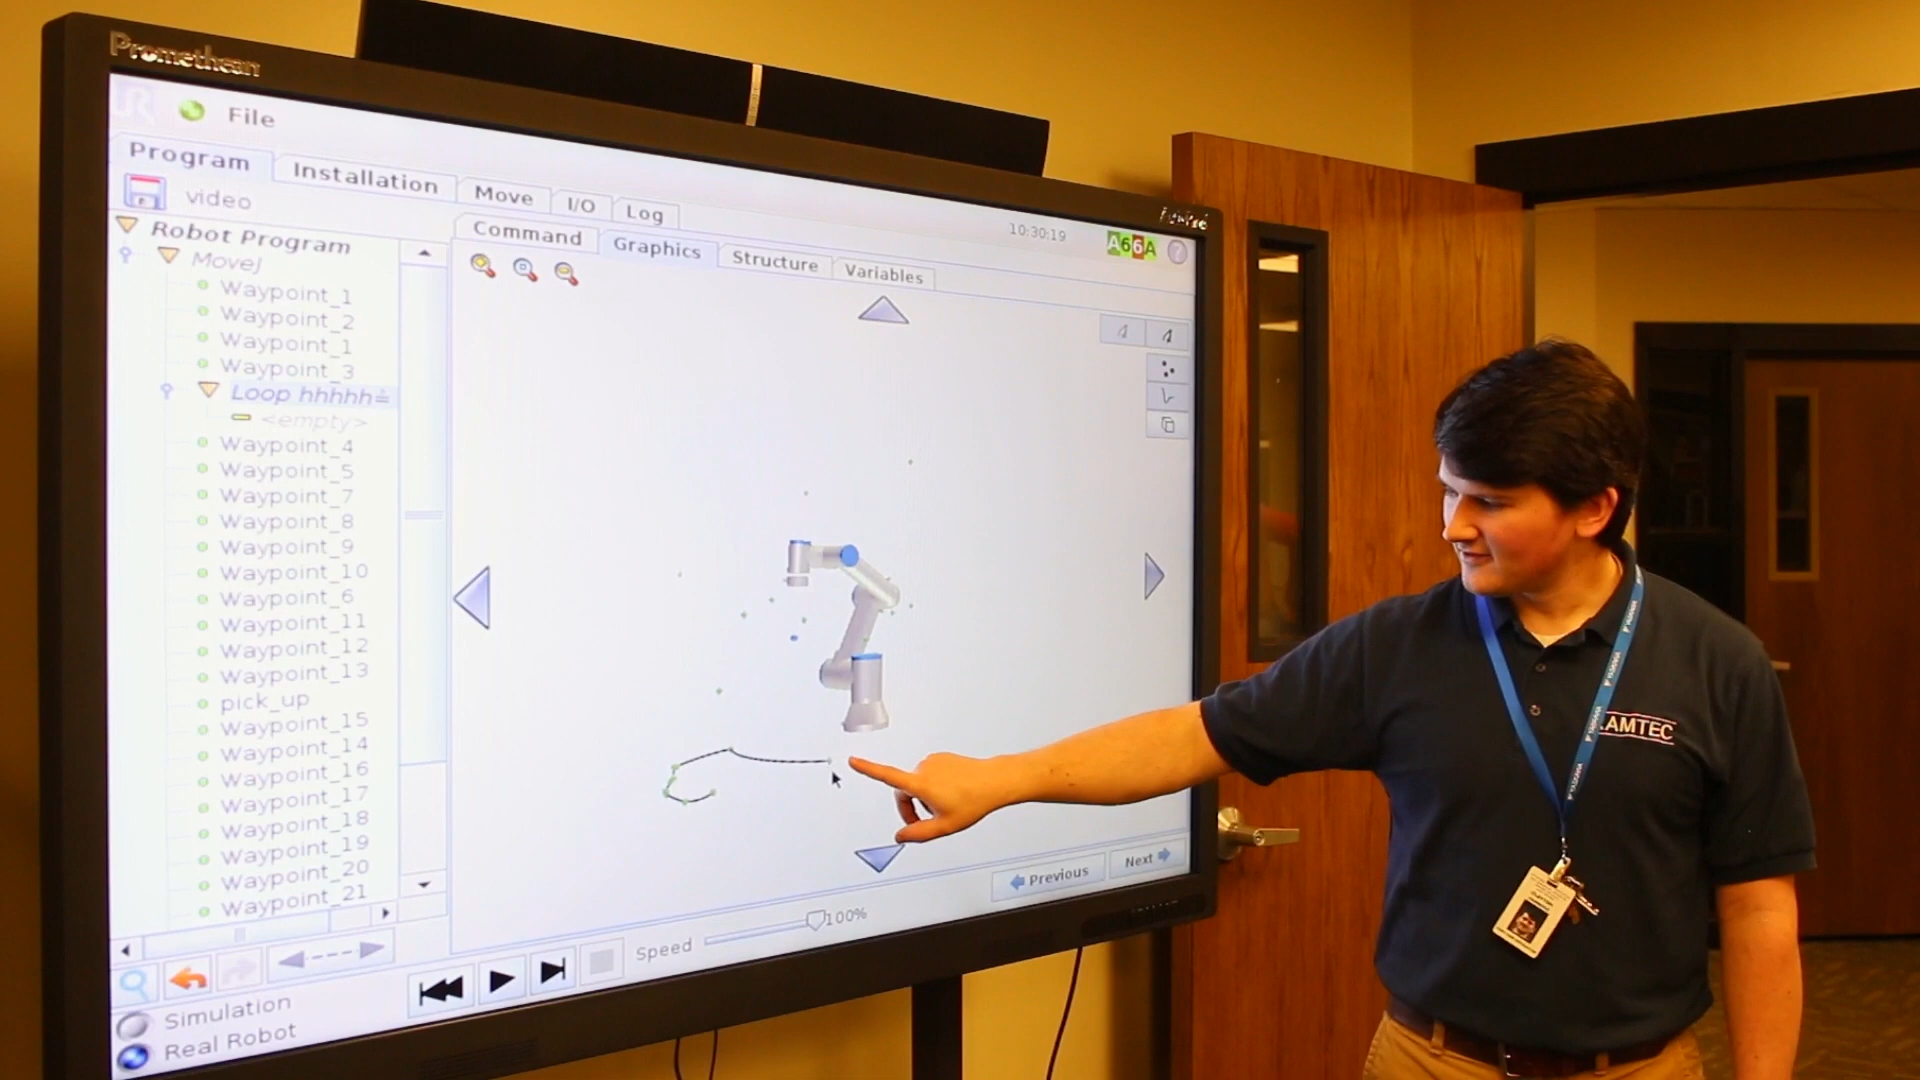 Promethean
File
Program
Installation
Move
I/O
Log
video
Command
Graphics
Structure
Variables
10:30:19
A66A
?
Robot Program
MoveJ
Waypoint_1
Waypoint_2
Waypoint_1
Waypoint_3
Loop hhhhh=
<empty>
Waypoint_4
Waypoint_5
Waypoint_7
Waypoint_8
Waypoint_9
Waypoint_10
Waypoint_6
Waypoint_11
Waypoint_12
Waypoint_13
pick_up
Waypoint_15
Waypoint_14
Waypoint_16
Waypoint_17
Waypoint_18
Waypoint_19
Waypoint_20
Waypoint_21
Previous
Next
Speed
100%
Simulation
Real Robot
AMTEC